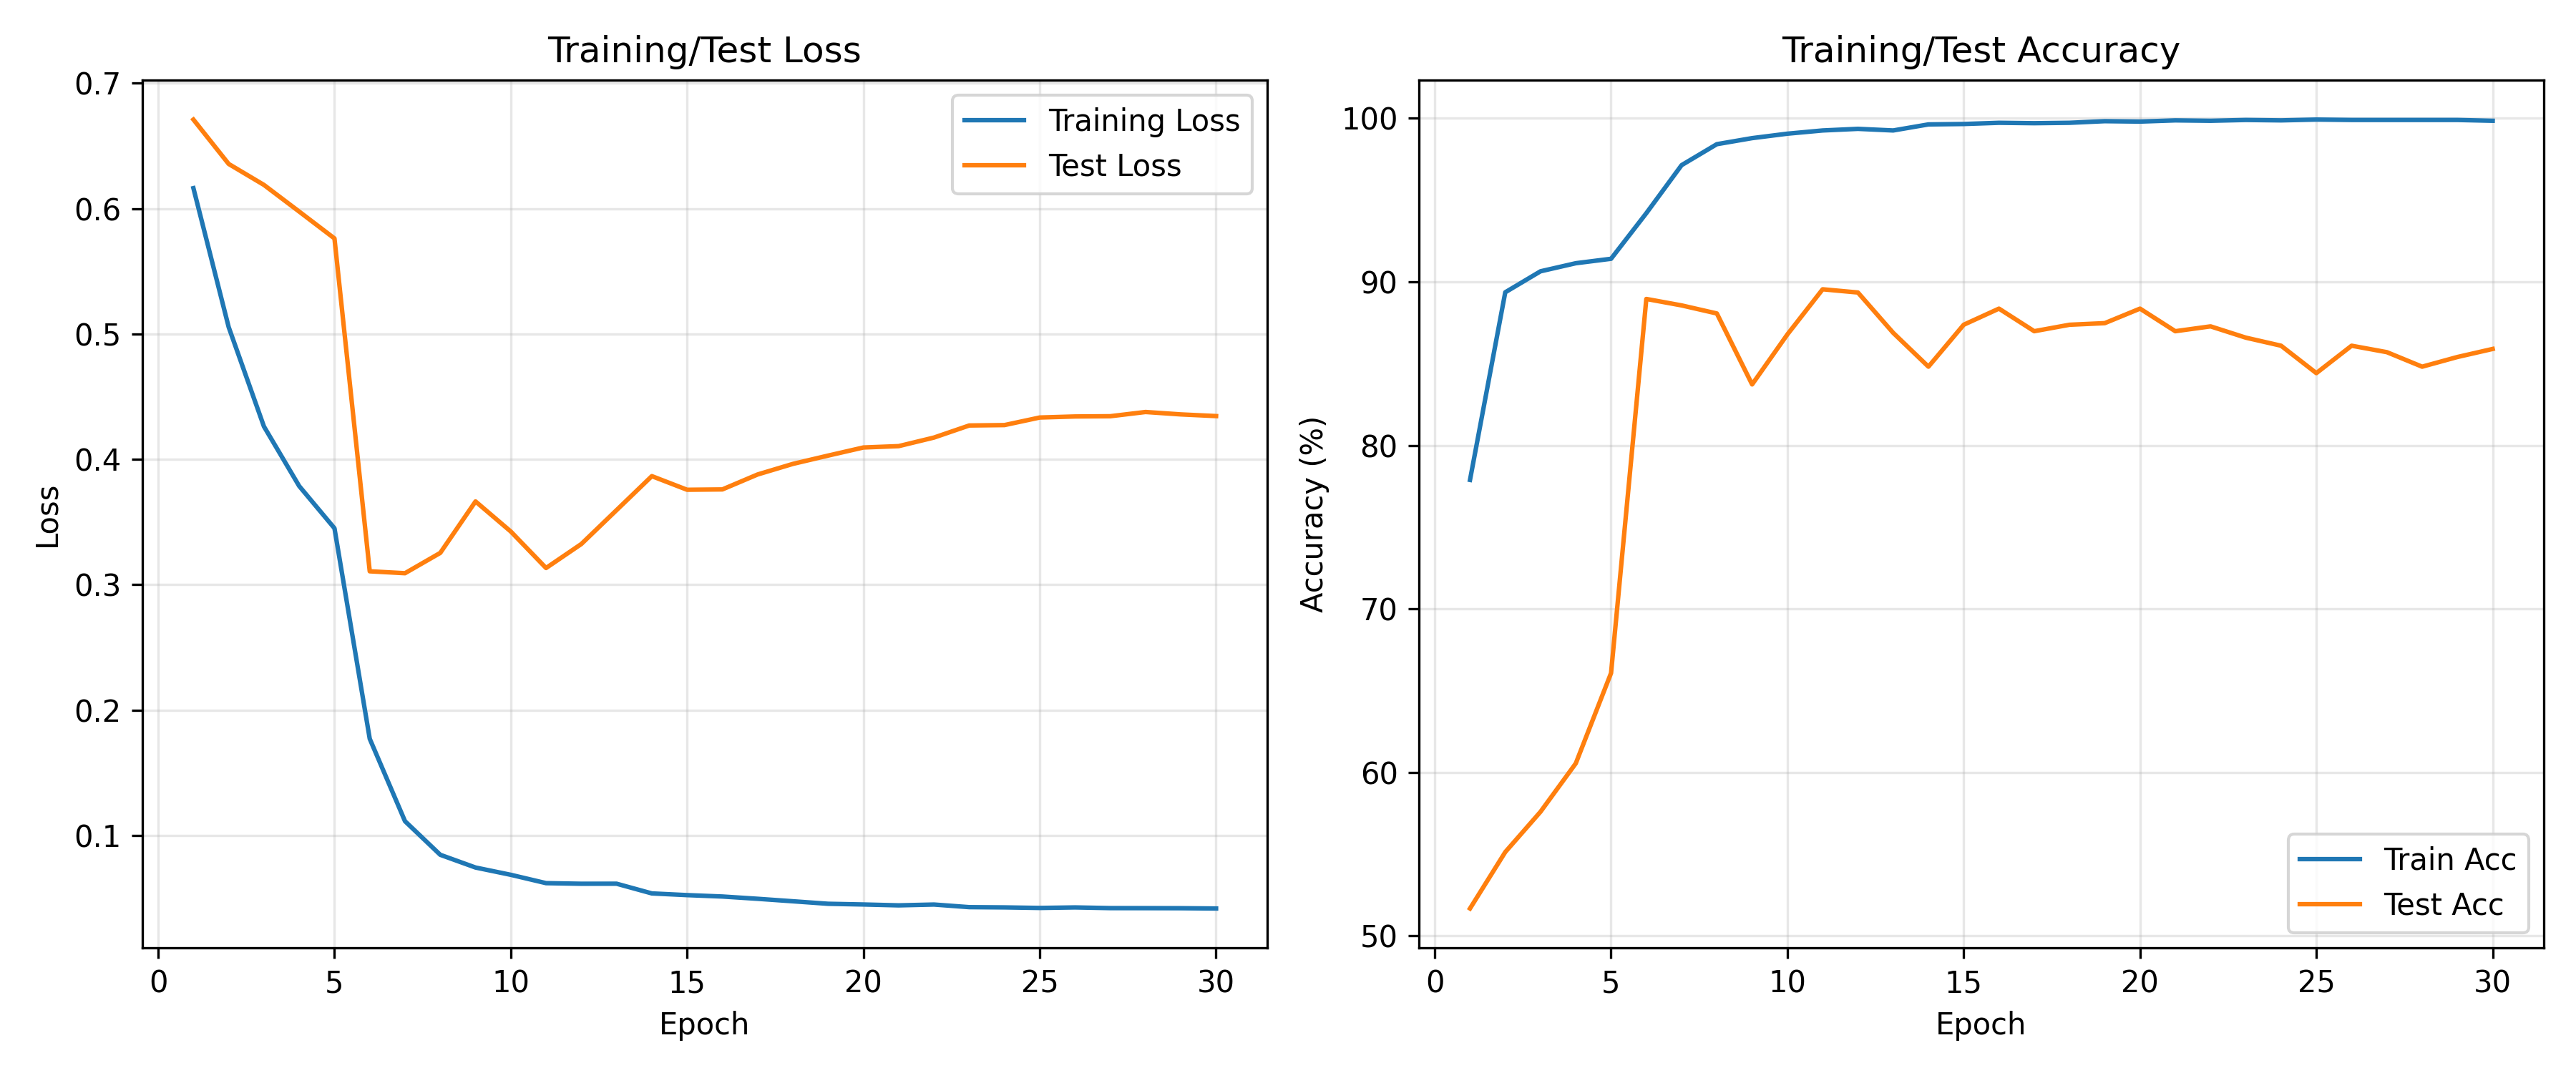 Training/Test Loss
0.7
0.6
0.5
0.4
0.3
0.2
0.1
Loss
Training Loss
Test Loss
0 5 10 15 20 25 30
Epoch
Training/Test Accuracy
100
90
80
70
60
50
Accuracy (%)
Train Acc
Test Acc
0 5 10 15 20 25 30
Epoch